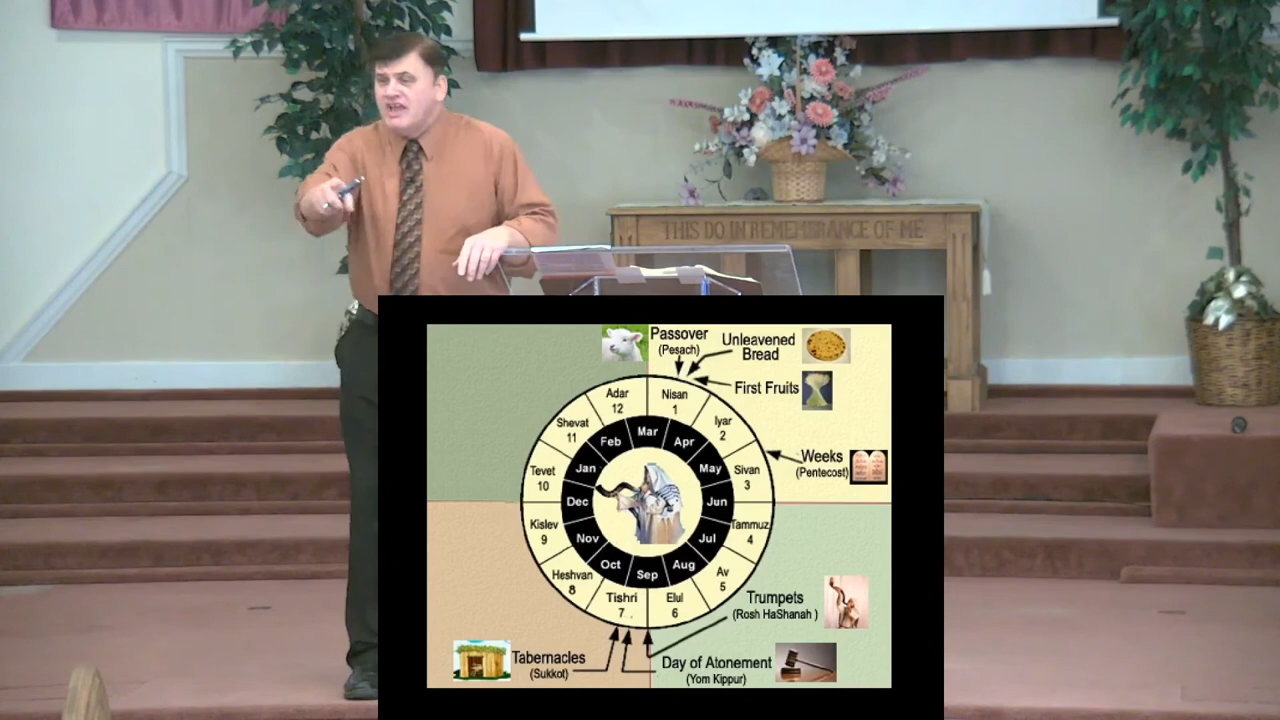 THIS DO IN REMEMBRANCE OF ME
Passover
(Pesach)
Unleavened
Bread
First Fruits
Weeks
(Pentecost)
Trumpets
(Rosh HaShanah )
Day of Atonement
(Yom Kippur)
Tabernacles
(Sukkot)
Nisan
1
Iyar
2
Sivan
3
Tammuz
4
Av
5
Elul
6
Tishri
7
Heshvan
8
Kislev
9
Tevet
10
Shevat
11
Adar
12
Mar
Apr
May
Jun
Jul
Aug
Sep
Oct
Nov
Dec
Jan
Feb